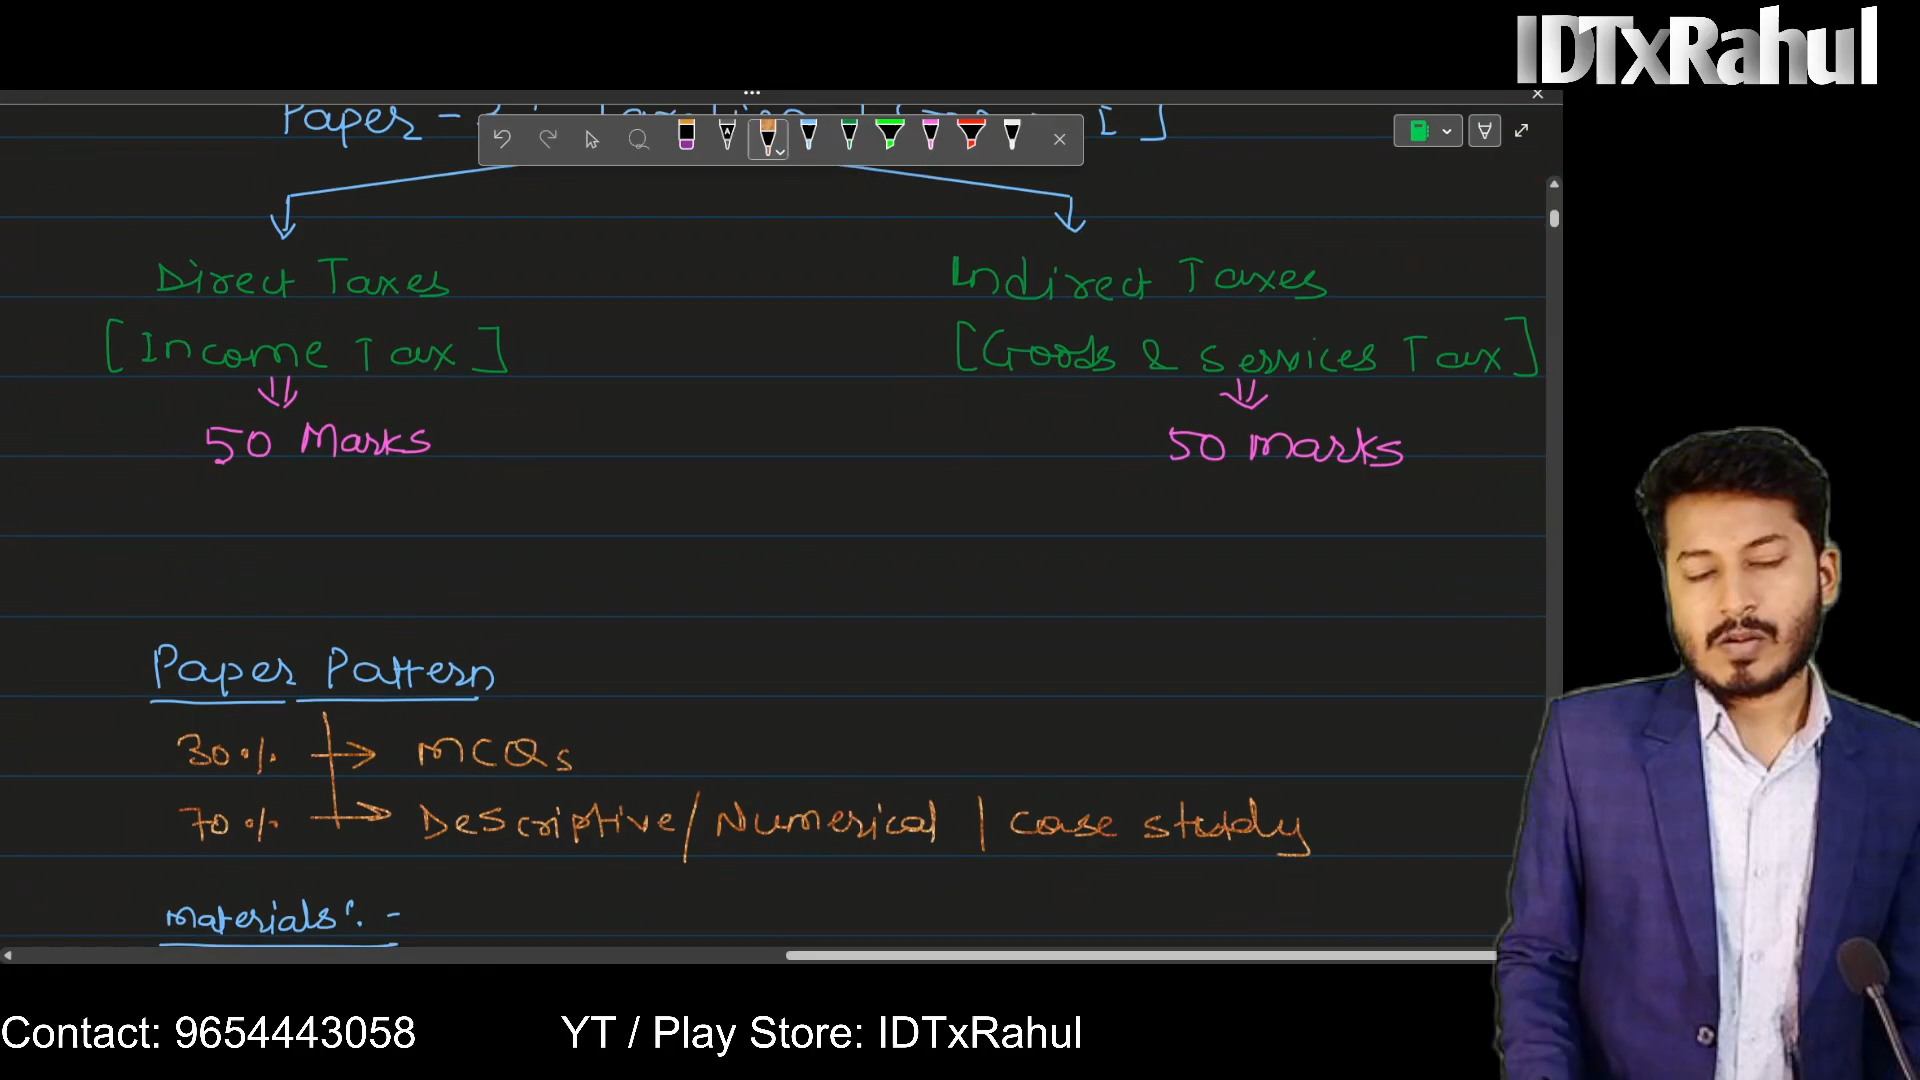 IDTxRahul
Paper -
Direct Taxes
Indirect Taxes
[Income Tax]
[Goods & Services Tax]
50 Marks
50 Marks
Paper Pattern
30% → MCQs
70% → Descriptive/Numerical | case study
Materials: -
Contact: 9654443058 YT / Play Store: IDTxRahul